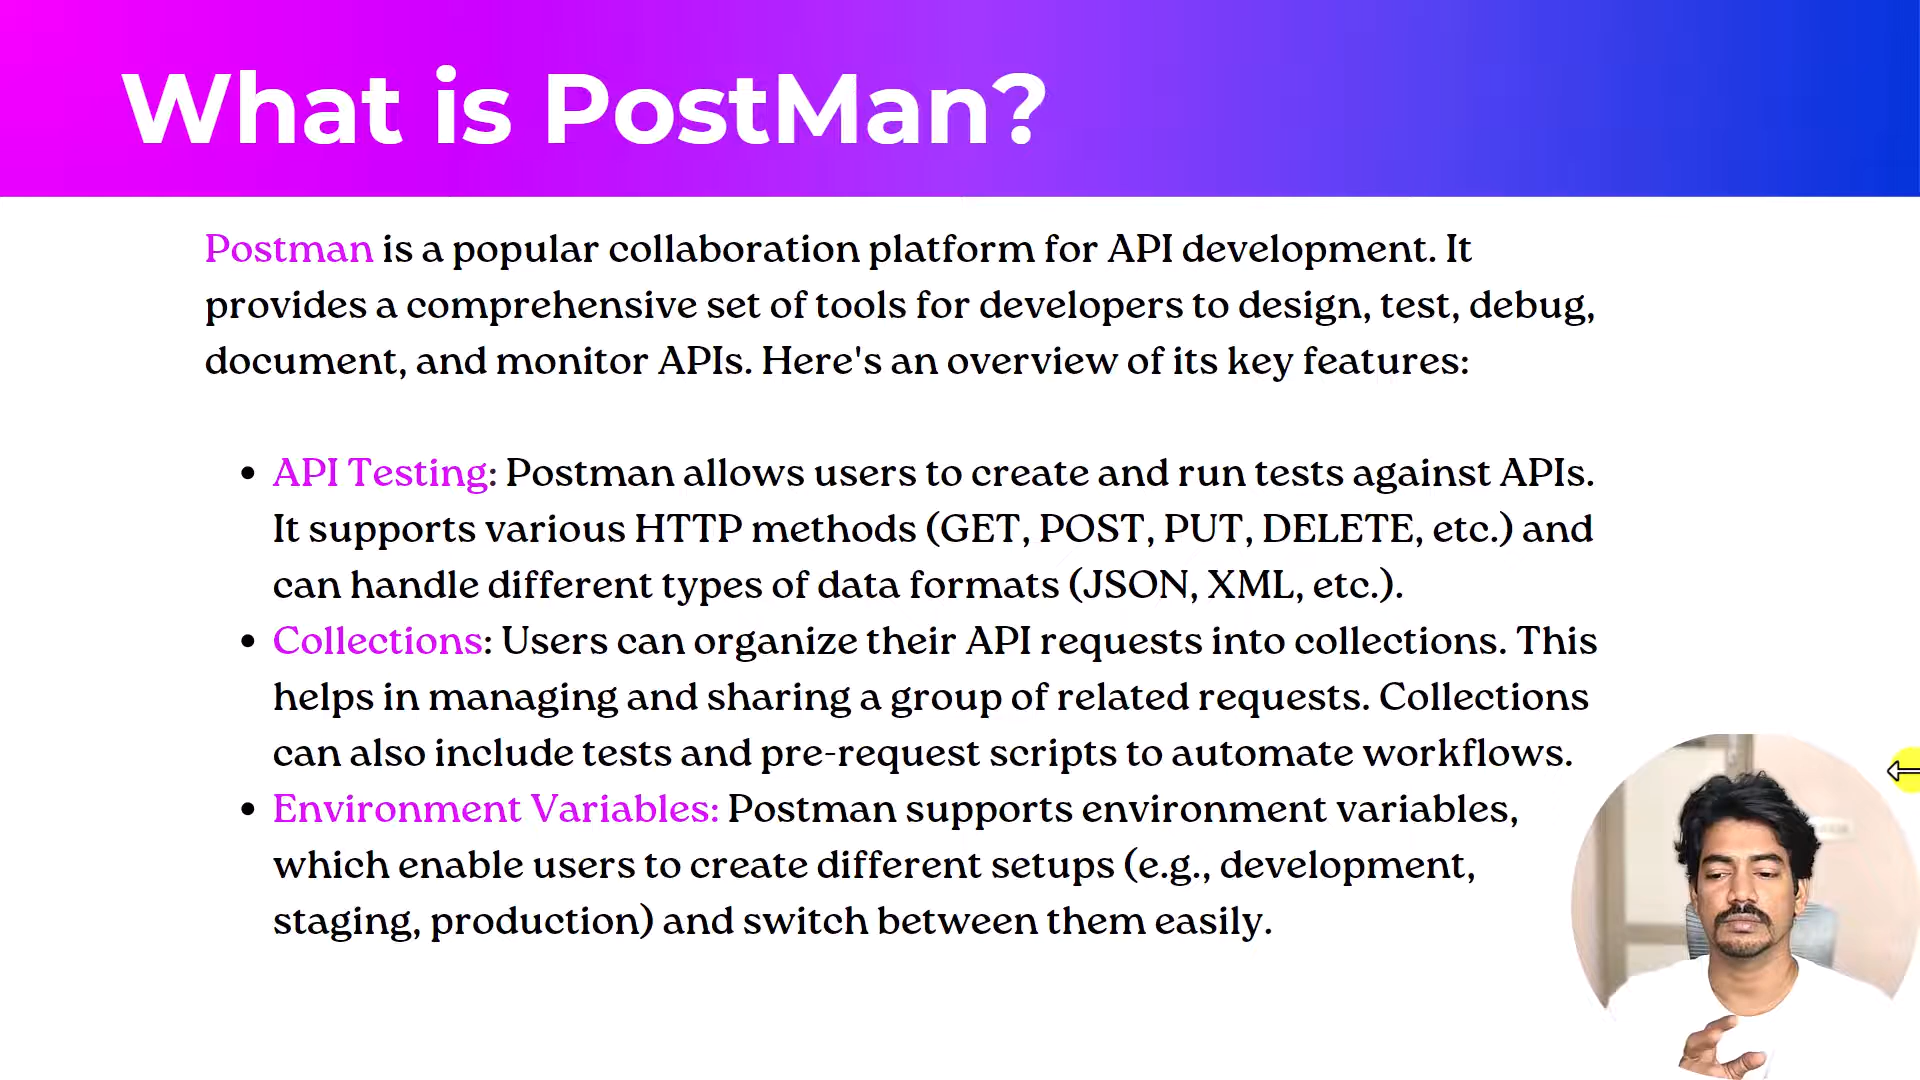 What is PostMan?
Postman is a popular collaboration platform for API development. It
provides a comprehensive set of tools for developers to design, test, debug,
document, and monitor APIs. Here's an overview of its key features:
• API Testing: Postman allows users to create and run tests against APIs.
It supports various HTTP methods (GET, POST, PUT, DELETE, etc.) and
can handle different types of data formats (JSON, XML, etc.).
• Collections: Users can organize their API requests into collections. This
helps in managing and sharing a group of related requests. Collections
can also include tests and pre-request scripts to automate workflows.
• Environment Variables: Postman supports environment variables,
which enable users to create different setups (e.g., development,
staging, production) and switch between them easily.